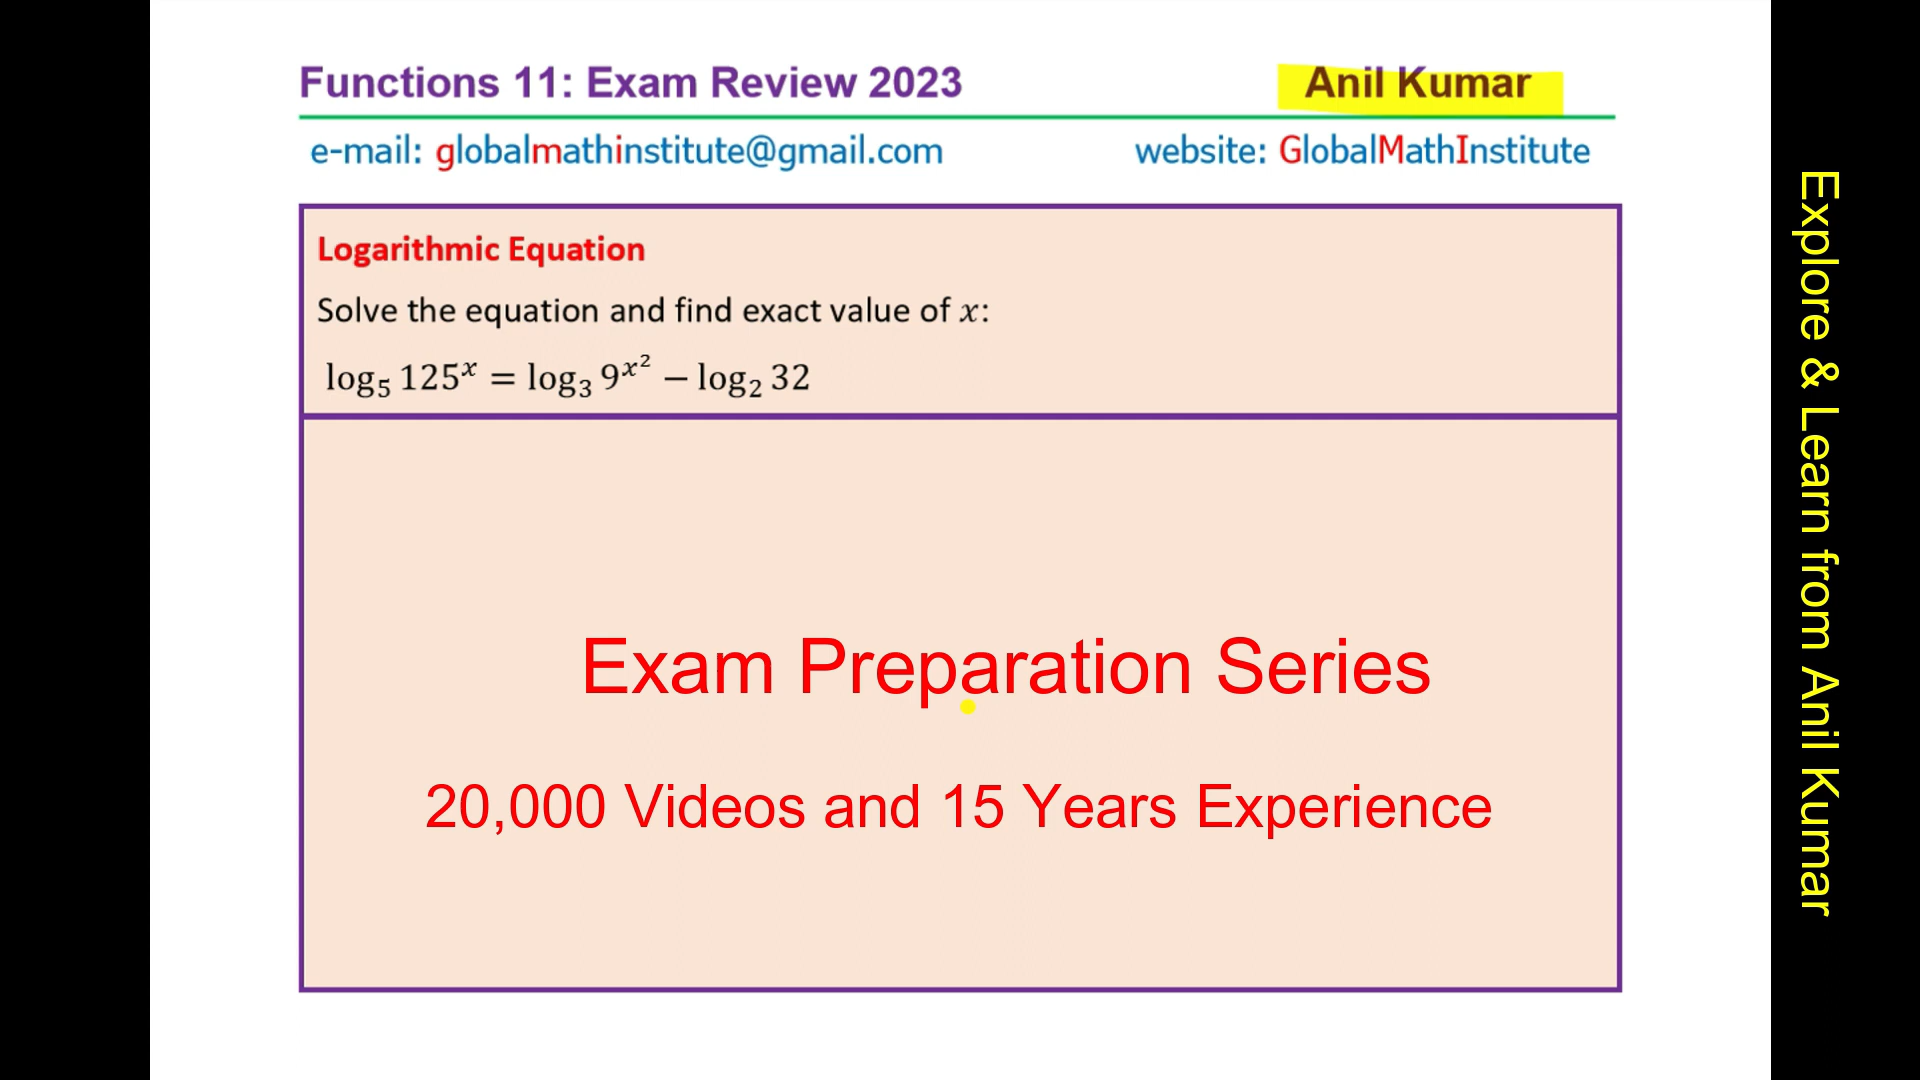 Functions 11: Exam Review 2023
Anil Kumar
e-mail: globalmathinstitute@gmail.com
website: GlobalMathInstitute
Logarithmic Equation
Solve the equation and find exact value of x:
log₅ 125ˣ = log₃ 9^{x²} − log₂ 32
Exam Preparation Series
20,000 Videos and 15 Years Experience
Explore & Learn from Anil Kumar